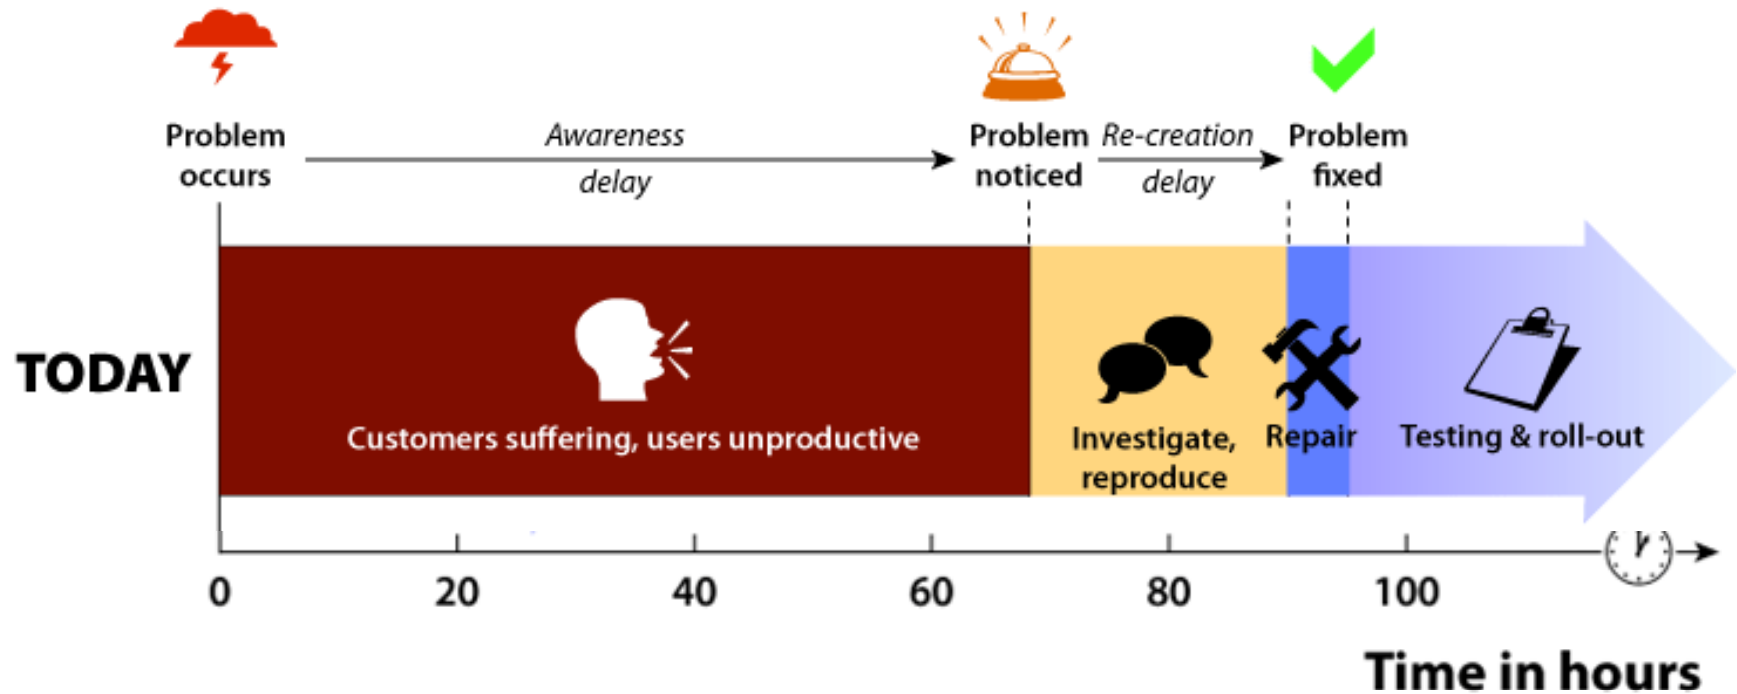 Problem
occurs
Awareness
delay
Problem
noticed
Re-creation
delay
Problem
fixed
TODAY
Customers suffering, users unproductive
Investigate,
reproduce
Repair
Testing & roll-out
0 20 40 60 80 100
Time in hours